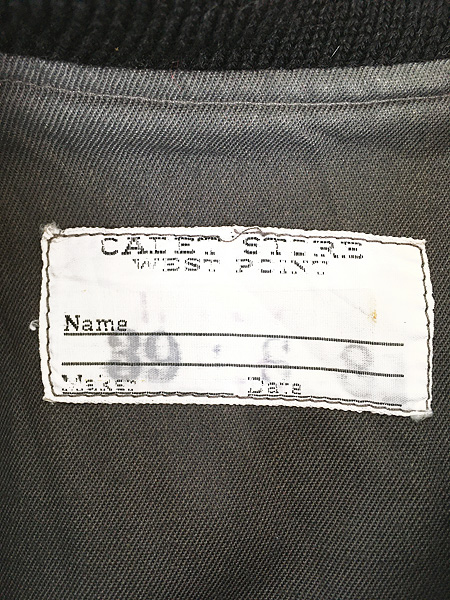 CADET STORE
WEST POINT
Name
Maker Date